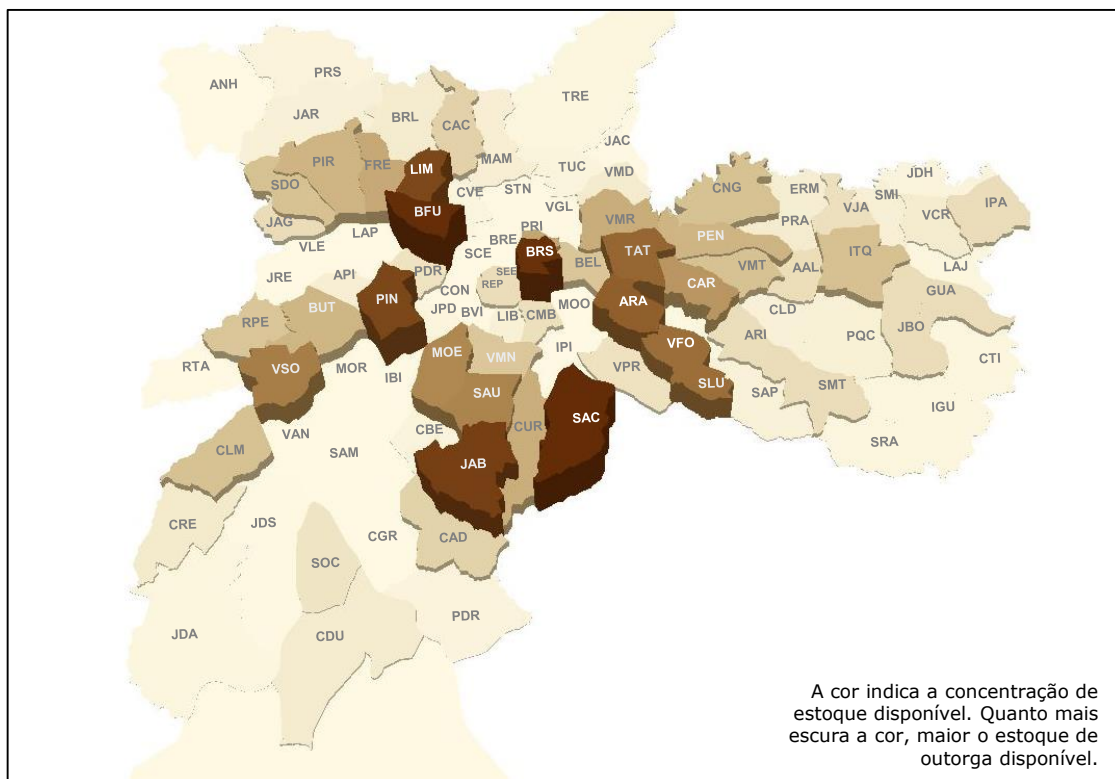 PRS
ANH
TRE
JAR
BRL
CAC
JAC
MAM
PIR
FRE
LIM
TUC
VMD
JDH
SDO
CVE
STN
CNG
ERM
SMI
VJA
IPA
JAG
BFU
VGL
VMR
PRA
VCR
LAP
PRI
VLE
BRE
PEN
SCE
BRS
BEL
TAT
ITQ
JRE
API
PDR
SEE
VMT
AAL
LAJ
REP
CAR
CON
GUA
PIN
MOO
ARA
BUT
JPD
BVI
LIB
CMB
CLD
RPE
ARI
PQC
JBO
MOE
VMN
IPI
VFO
CTI
RTA
VSO
MOR
IBI
VPR
SLU
SMT
SAU
SAP
IGU
SAC
CBE
CUR
VAN
SRA
CLM
SAM
JAB
CRE
JDS
CGR
CAD
SOC
PDR
JDA
CDU
A cor indica a concentração de
estoque disponível. Quanto mais
escura a cor, maior o estoque de
outorga disponível.